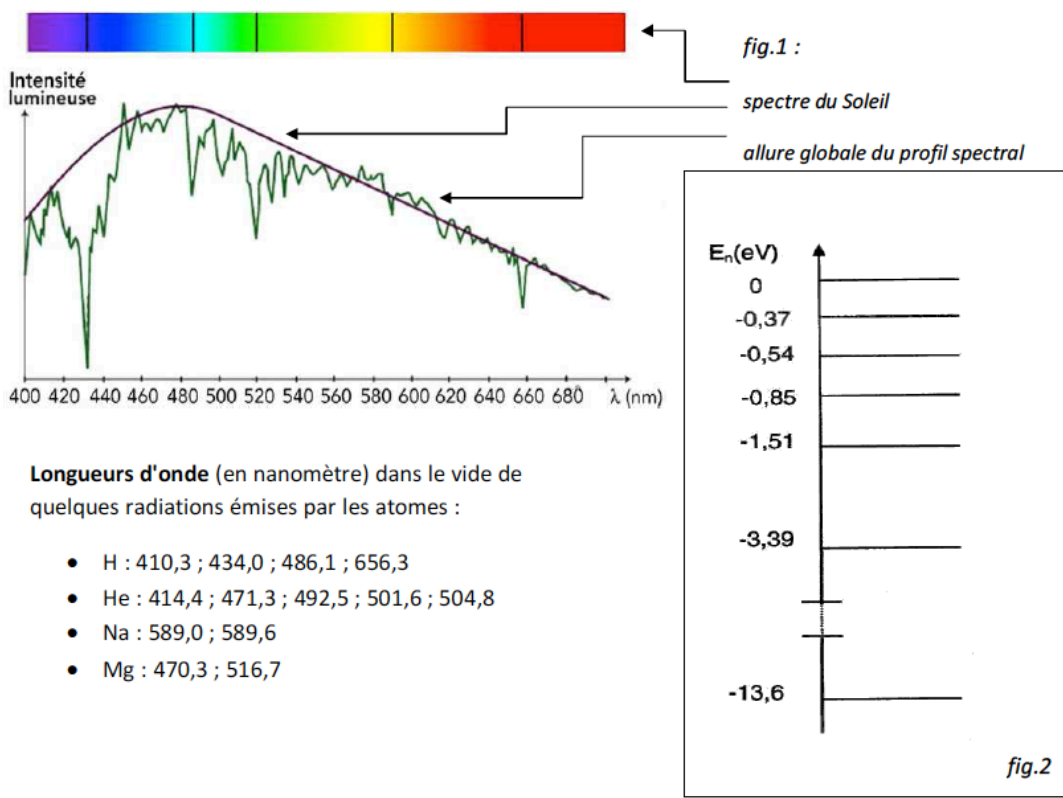 fig.1 :
Intensité
lumineuse
spectre du Soleil
allure globale du profil spectral
400 420 440 460 480 500 520 540 560 580 600 620 640 660 680 λ (nm)
Longueurs d'onde (en nanomètre) dans le vide de
quelques radiations émises par les atomes :
• H : 410,3 ; 434,0 ; 486,1 ; 656,3
• He : 414,4 ; 471,3 ; 492,5 ; 501,6 ; 504,8
• Na : 589,0 ; 589,6
• Mg : 470,3 ; 516,7
Eₙ(eV)
0
-0,37
-0,54
-0,85
-1,51
-3,39
-13,6
fig.2